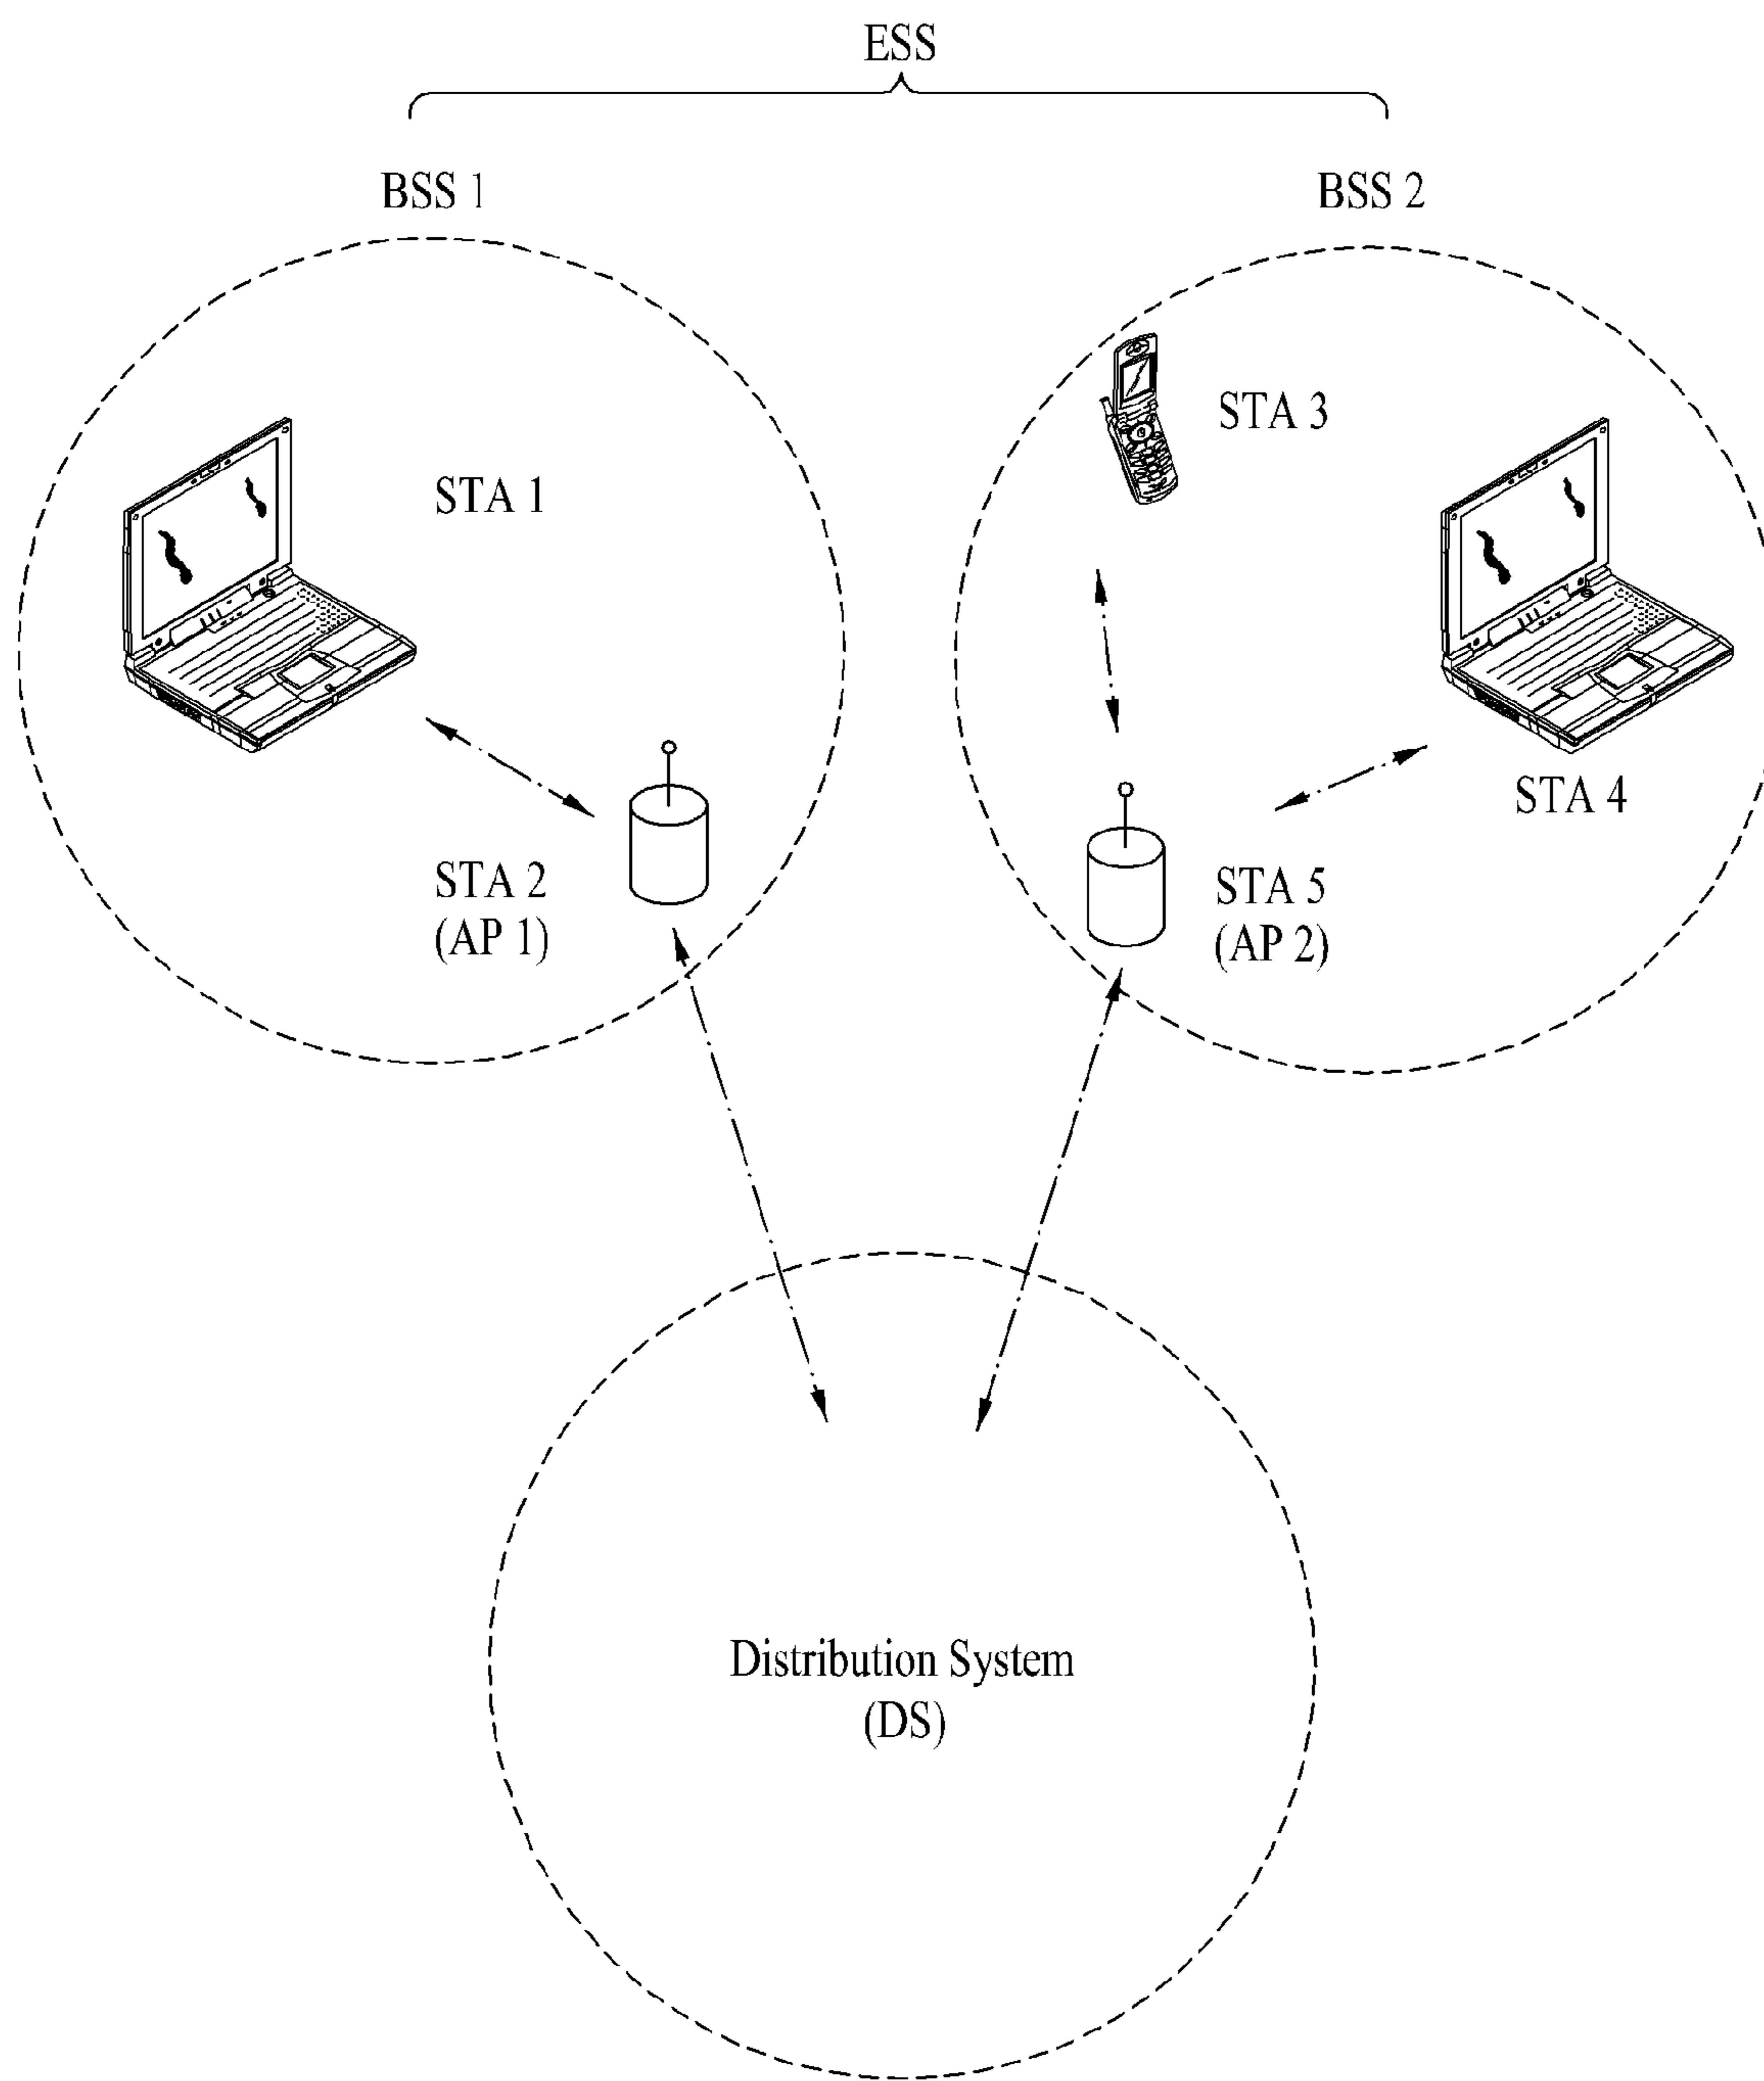 ESS
BSS 1
BSS 2
STA 3
STA 1
STA 4
STA 2
(AP 1)
STA 5
(AP 2)
Distribution System
(DS)